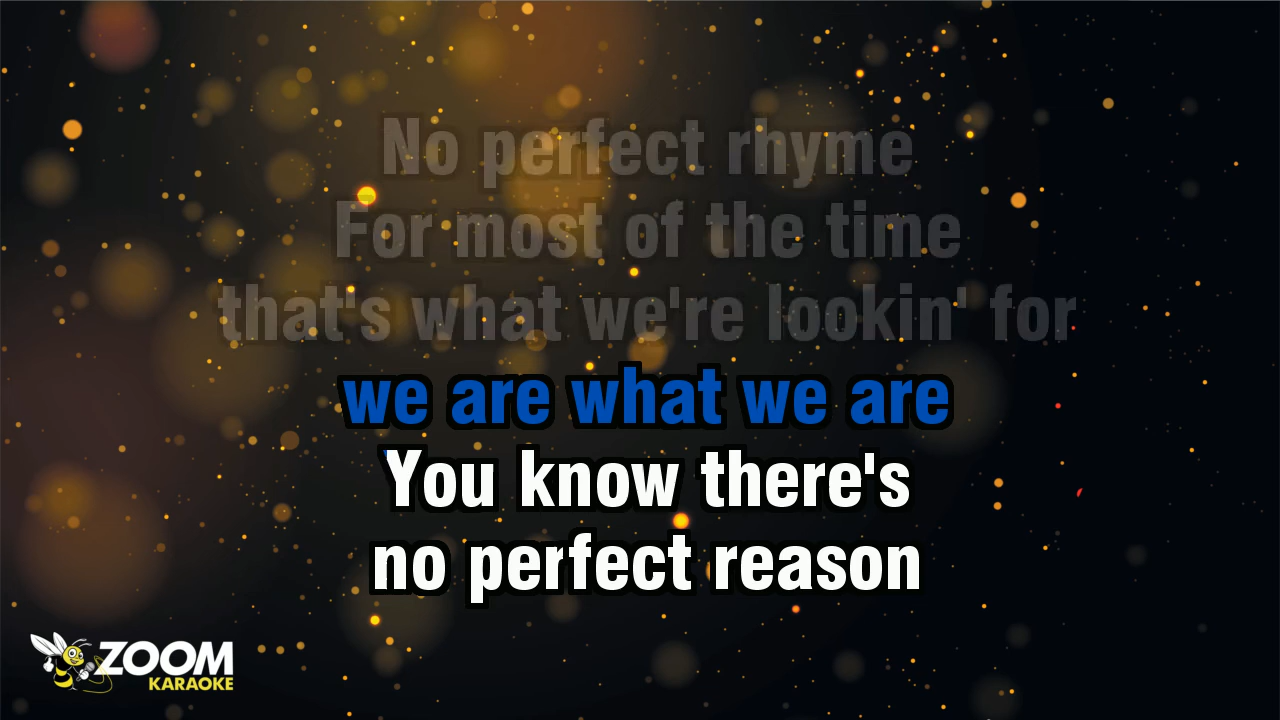 No perfect rhyme
For most of the time
that's what we're lookin' for
we are what we are
You know there's
no perfect reason
ZOOM
KARAOKE